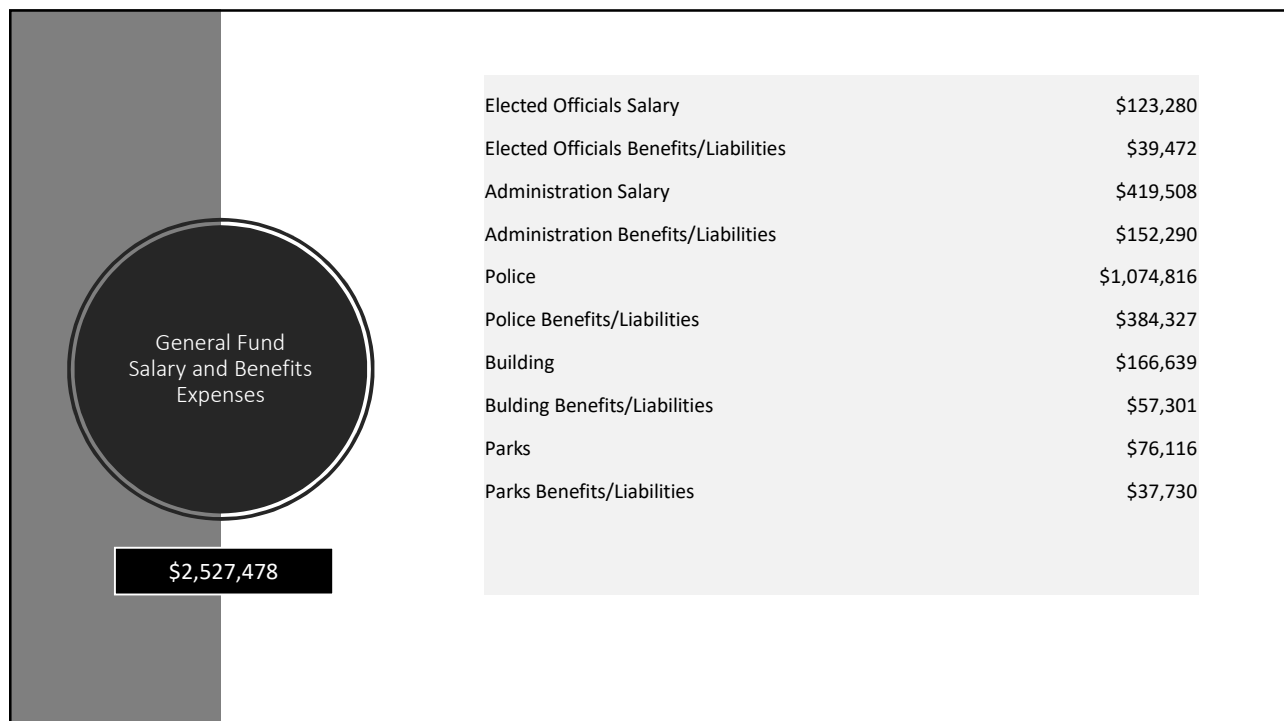 General Fund
Salary and Benefits
Expenses
$2,527,478
Elected Officials Salary $123,280
Elected Officials Benefits/Liabilities $39,472
Administration Salary $419,508
Administration Benefits/Liabilities $152,290
Police $1,074,816
Police Benefits/Liabilities $384,327
Building $166,639
Bulding Benefits/Liabilities $57,301
Parks $76,116
Parks Benefits/Liabilities $37,730